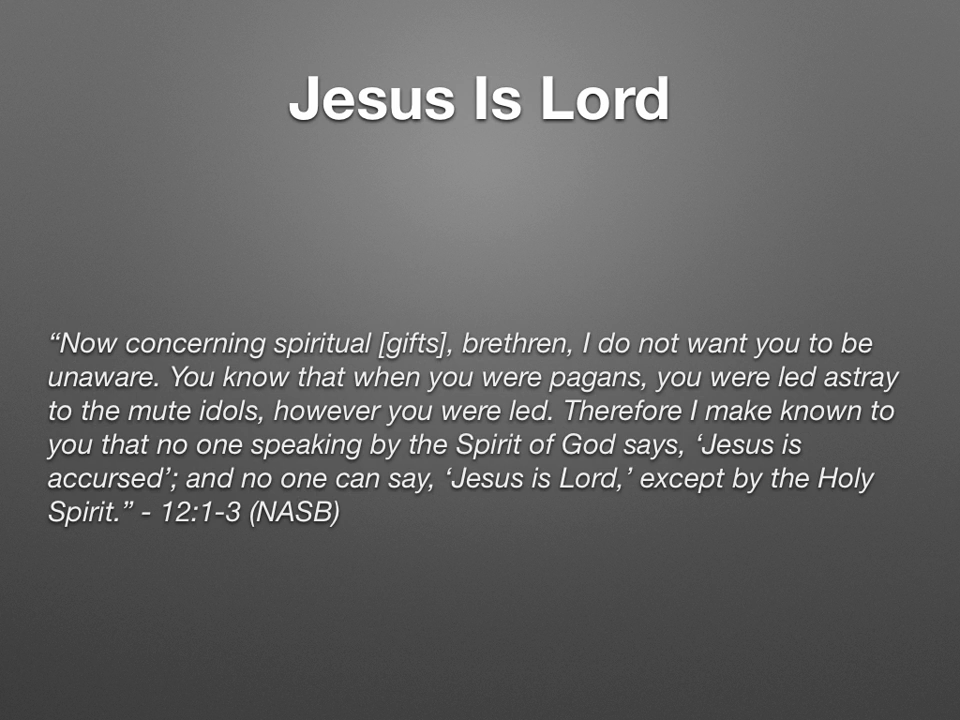 Jesus Is Lord
“Now concerning spiritual [gifts], brethren, I do not want you to be
unaware. You know that when you were pagans, you were led astray
to the mute idols, however you were led. Therefore I make known to
you that no one speaking by the Spirit of God says, ‘Jesus is
accursed’; and no one can say, ‘Jesus is Lord,’ except by the Holy
Spirit.” - 12:1-3 (NASB)